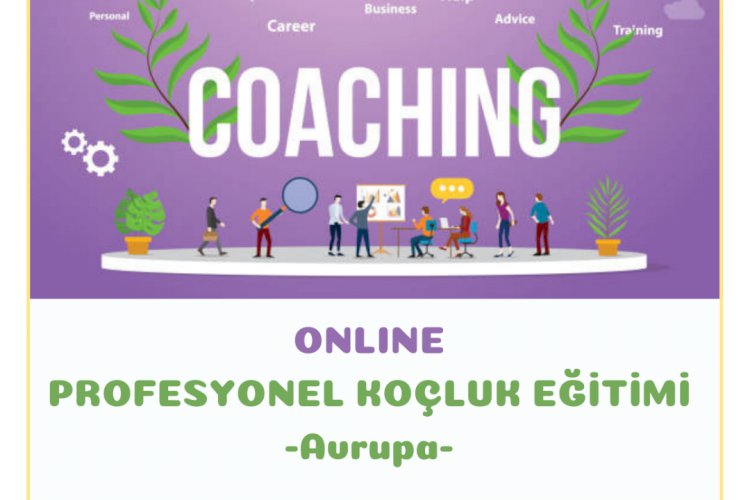 Personal
Career
Business
Advice
Training
COACHING
ONLINE
PROFESYONEL KOÇLUK EĞİTİMİ
-Avrupa-